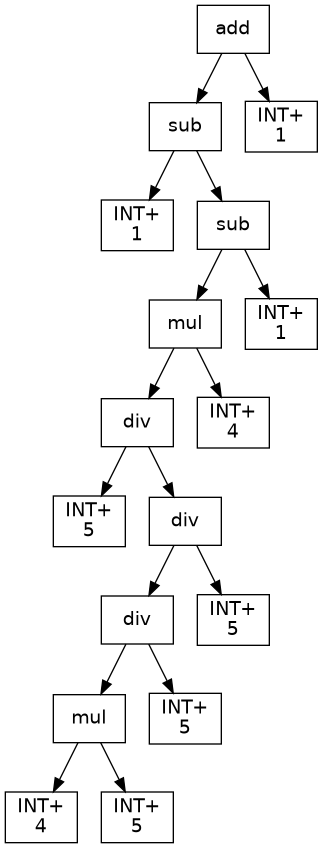 add
sub
INT+
1
INT+
1
sub
mul
INT+
1
div
INT+
4
INT+
5
div
div
INT+
5
mul
INT+
5
INT+
4
INT+
5